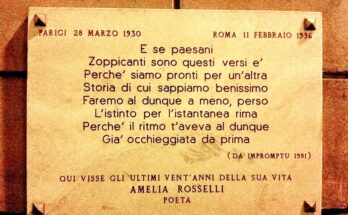 PARIGI 28 MARZO 1930 ROMA 11 FEBBRAIO 1996
E se paesani
Zoppicanti sono questi versi e'
Perche' siamo pronti per un'altra
Storia di cui sappiamo benissimo
Faremo al dunque a meno, perso
L'istinto per l'istantanea rima
Perche' il ritmo t'aveva al dunque
Gia' occhieggiata da prima
(DA IMPROMPTU 1981)
QUI VISSE GLI ULTIMI VENT'ANNI DELLA SUA VITA
AMELIA ROSSELLI
POETA